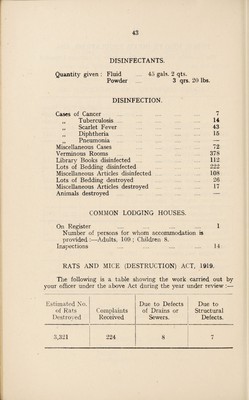 43
DISINFECTANTS.
Quantity given : Fluid ... 45 gals. 2 qts.
Powder ... 3 qrs. 20 lbs.
DISINFECTION.
Cases of Cancer ... 7
„ Tuberculosis ... 14
„ Scarlet Fever ... 43
„ Diphtheria ... 15
„ Pneumonia ... —
Miscellaneous Cases ... 72
Verminous Rooms ... 378
Library Books disinfected ... 112
Lots of Bedding disinfected ... 222
Miscellaneous Articles disinfected ... 108
Lots of Bedding destroyed ... 26
Miscellaneous Articles destroyed ... 17
Animals destroyed ... —
COMMON LODGING HOUSES.
On Register ... 1
Number of persons for whom accommodation is
provided :—Adults, 100 ; Children 8.
Inspections ... 14
RATS AND MICE (DESTRUCTION) ACT, 1919.
The following is a table showing the work carried out by
your officer under the above Act during the year under review :—
Estimated No. of Rats Destroyed | Complaints Received | Due to Defects of Drains or Sewers. | Due to Structural Defects.
3,321 | 224 | 8 | 7